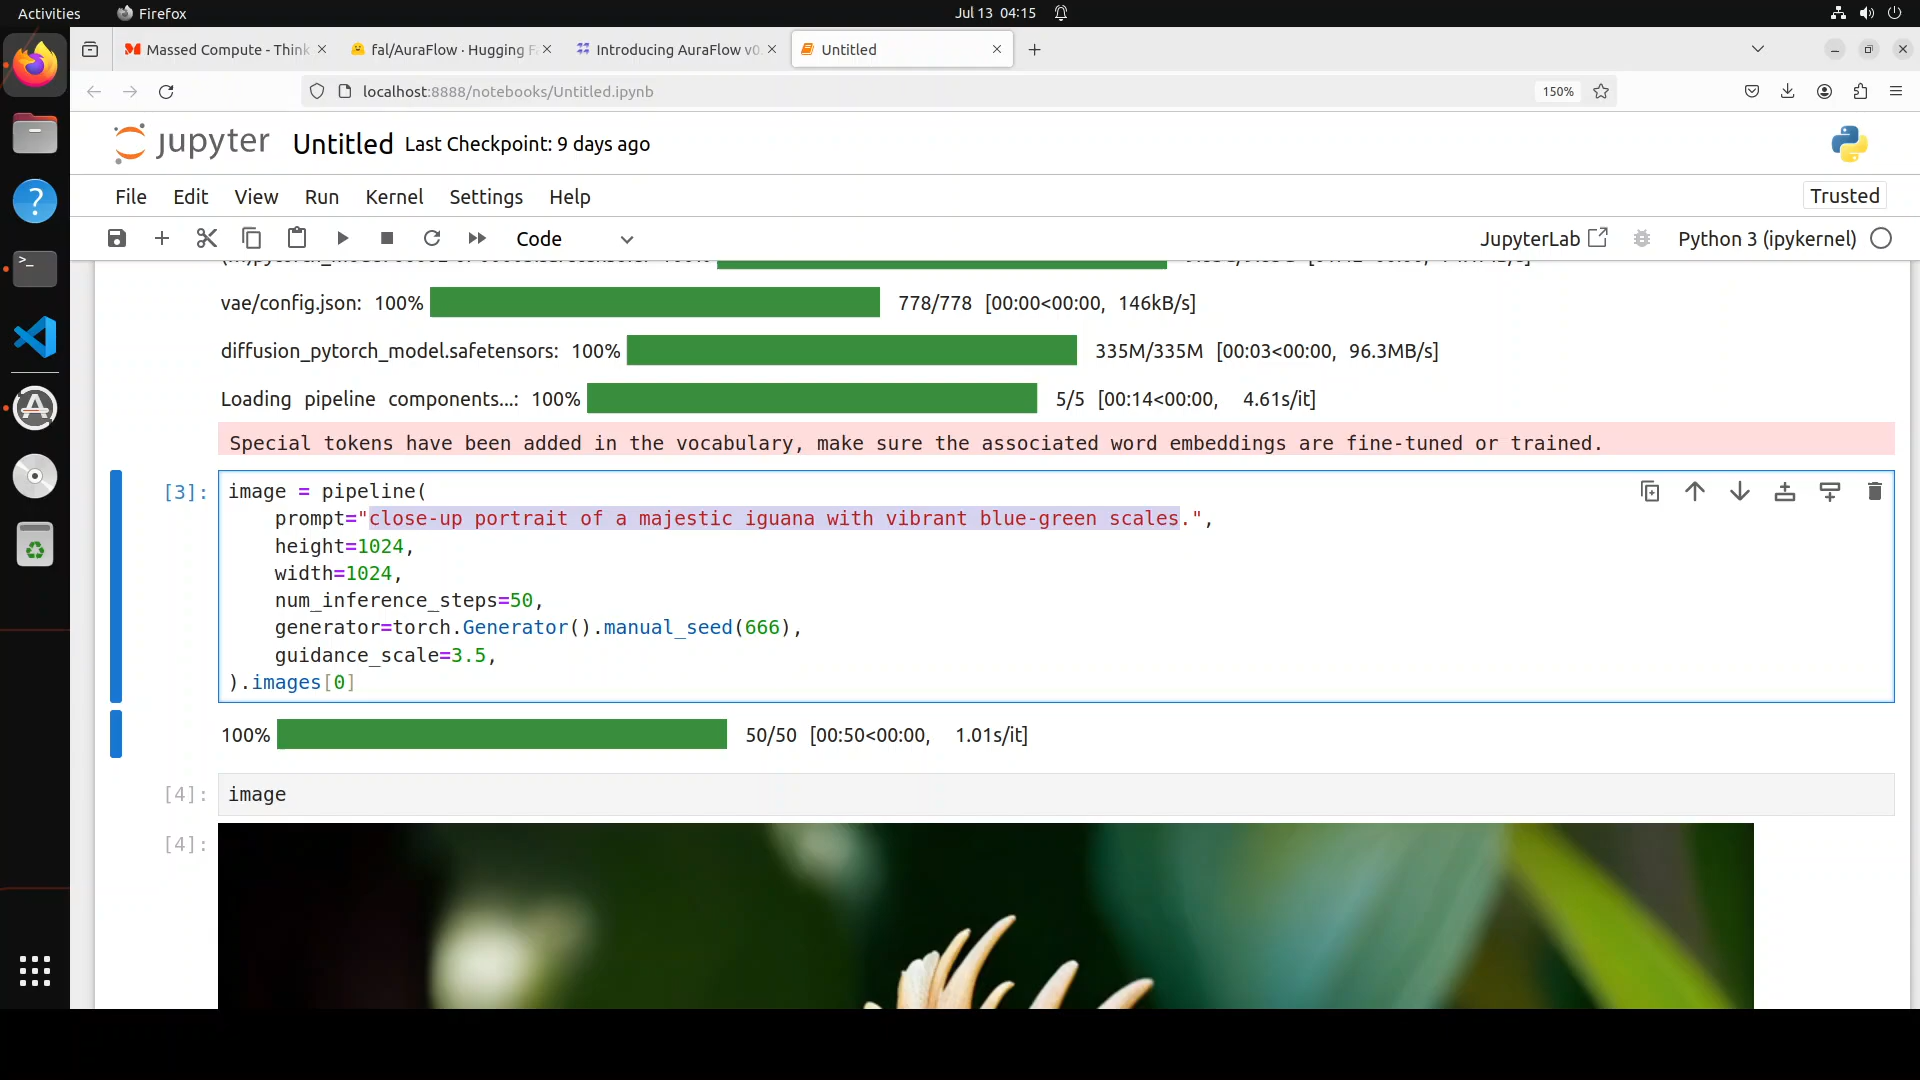 Activities Firefox Jul 13 04:15
Massed Compute - Think fal/AuraFlow · Hugging F Introducing AuraFlow v0. Untitled
localhost:8888/notebooks/Untitled.ipynb 150%
jupyter Untitled Last Checkpoint: 9 days ago
File Edit View Run Kernel Settings Help Trusted
Code JupyterLab Python 3 (ipykernel)
vae/config.json: 100% 778/778 [00:00<00:00, 146kB/s]
diffusion_pytorch_model.safetensors: 100% 335M/335M [00:03<00:00, 96.3MB/s]
Loading pipeline components...: 100% 5/5 [00:14<00:00, 4.61s/it]
Special tokens have been added in the vocabulary, make sure the associated word embeddings are fine-tuned or trained.
[3]: image = pipeline(
prompt="close-up portrait of a majestic iguana with vibrant blue-green scales.",
height=1024,
width=1024,
num_inference_steps=50,
generator=torch.Generator().manual_seed(666),
guidance_scale=3.5,
).images[0]
100% 50/50 [00:50<00:00, 1.01s/it]
[4]: image
[4]: